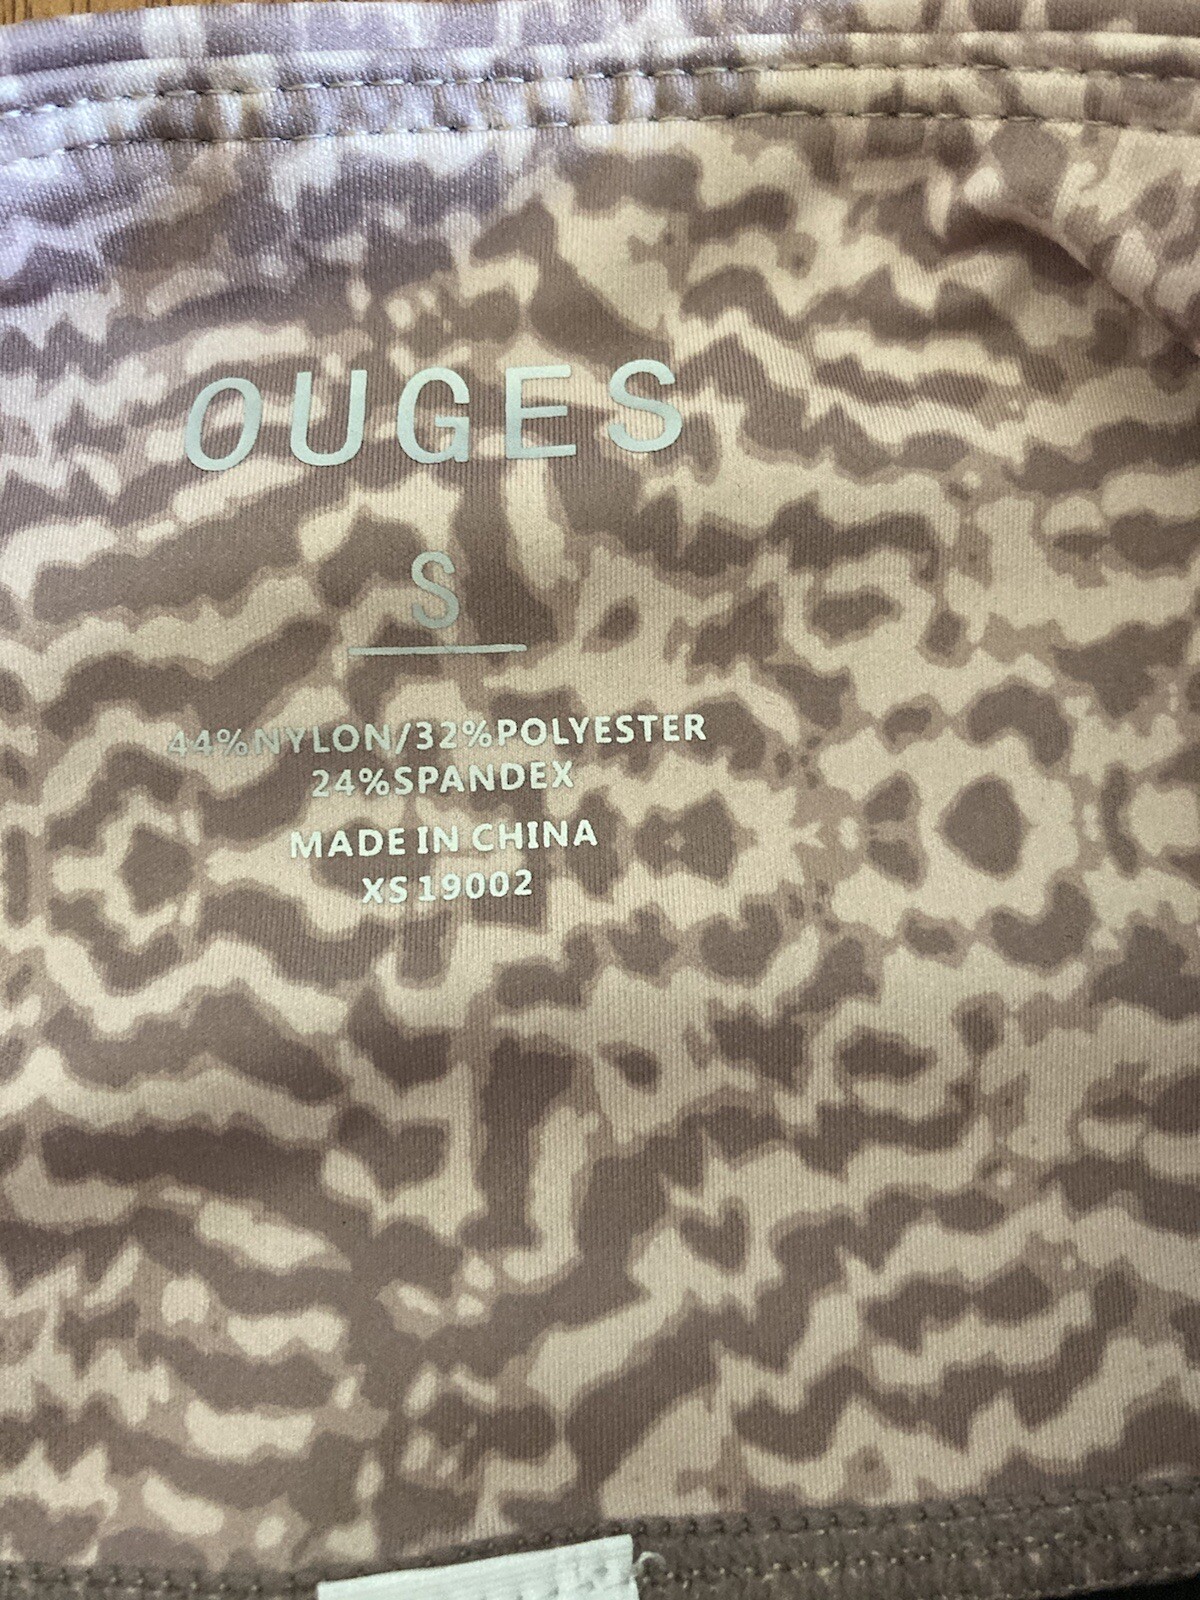 OUGES
S
44%NYLON/32%POLYESTER
24%SPANDEX
MADE IN CHINA
XS 19002